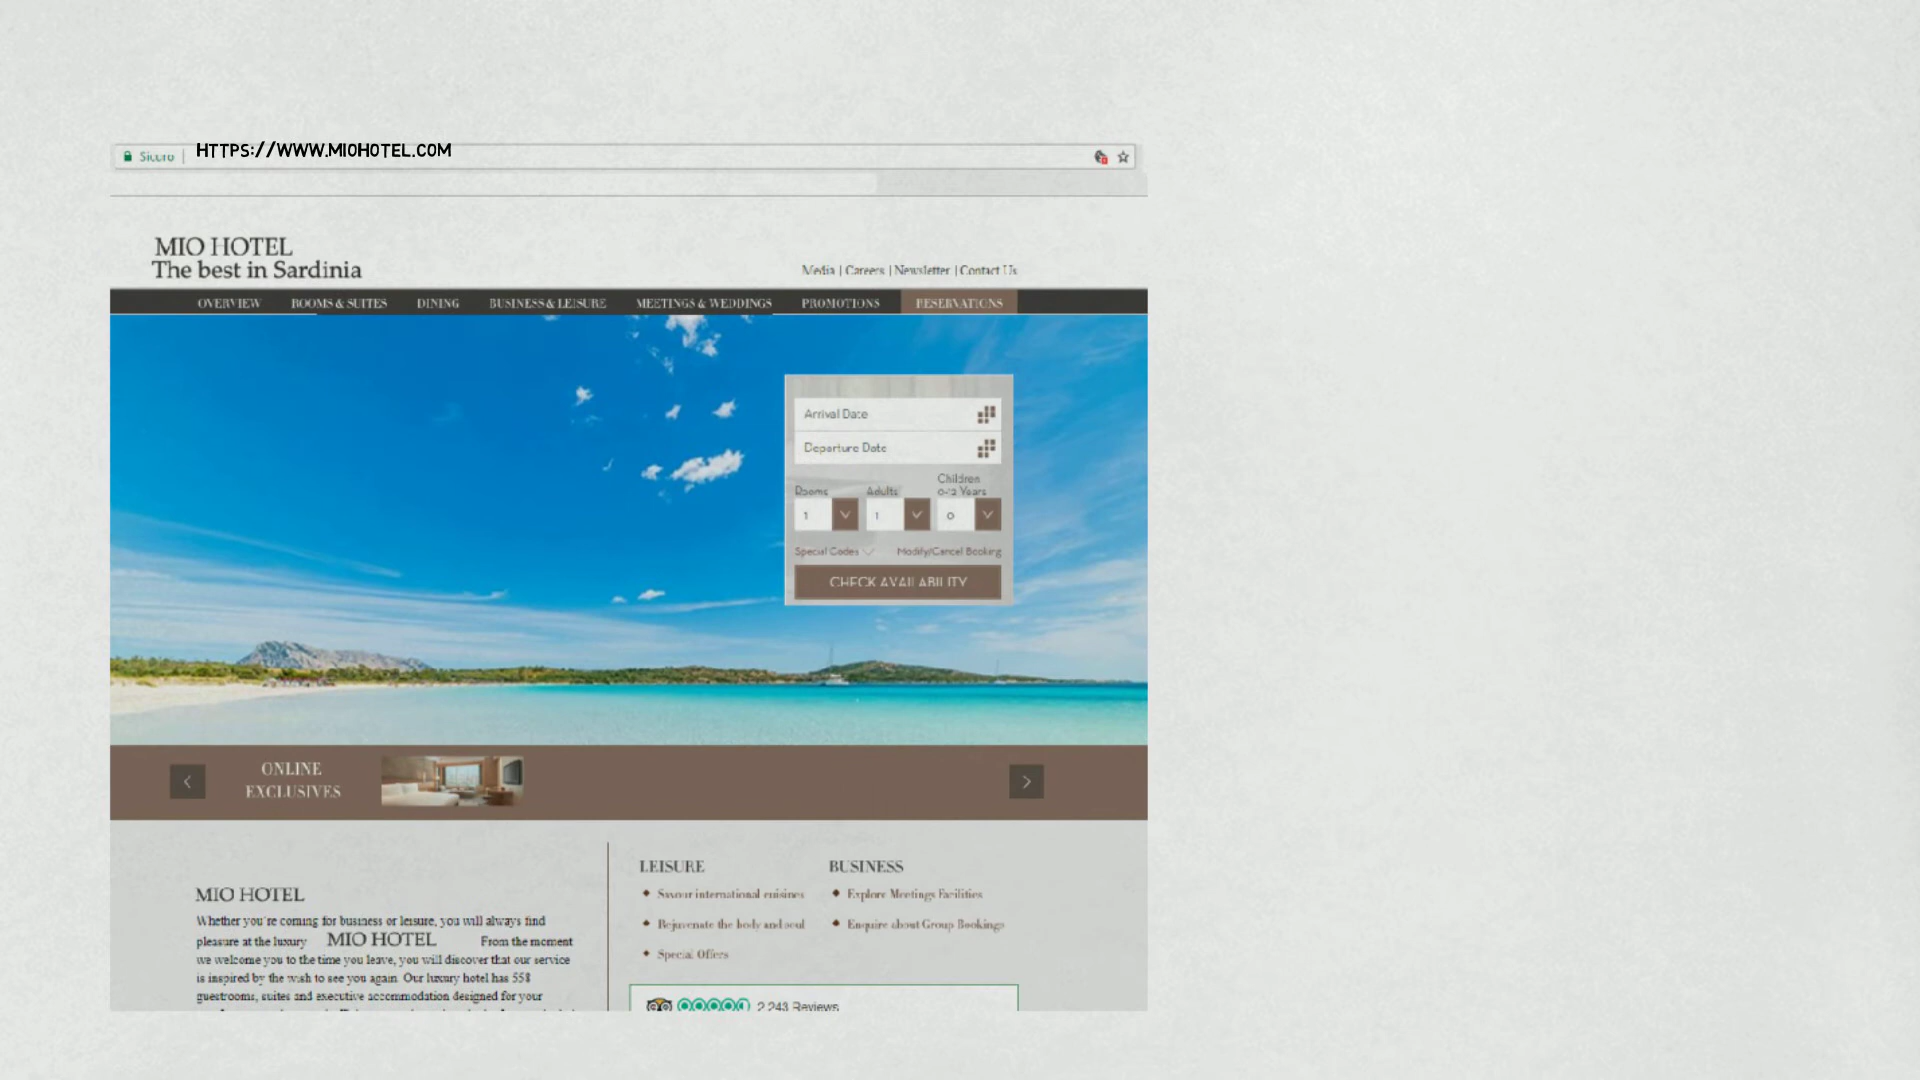 Sicuro | HTTPS://WWW.MIOHOTEL.COM
MIO HOTEL
The best in Sardinia
Media | Careers | Newsletter | Contact Us
OVERVIEW ROOMS & SUITES DINING BUSINESS & LEISURE MEETINGS & WEDDINGS PROMOTIONS RESERVATIONS
Arrival Date
Departure Date
Rooms Adults Children
0-12 Years
1 1 0
Special Codes Modify/Cancel Booking
CHECK AVAILABILITY
ONLINE
EXCLUSIVES
LEISURE BUSINESS
Savour international cuisines Explore Meetings Facilities
Rejuvenate the body and soul Enquire about Group Bookings
Special Offers
MIO HOTEL
Whether you're coming for business or leisure, you will always find
pleasure at the luxury MIO HOTEL From the moment
we welcome you to the time you leave, you will discover that our service
is inspired by the wish to see you again. Our luxury hotel has 558
guestrooms, suites and executive accommodation designed for your
2,243 Reviews